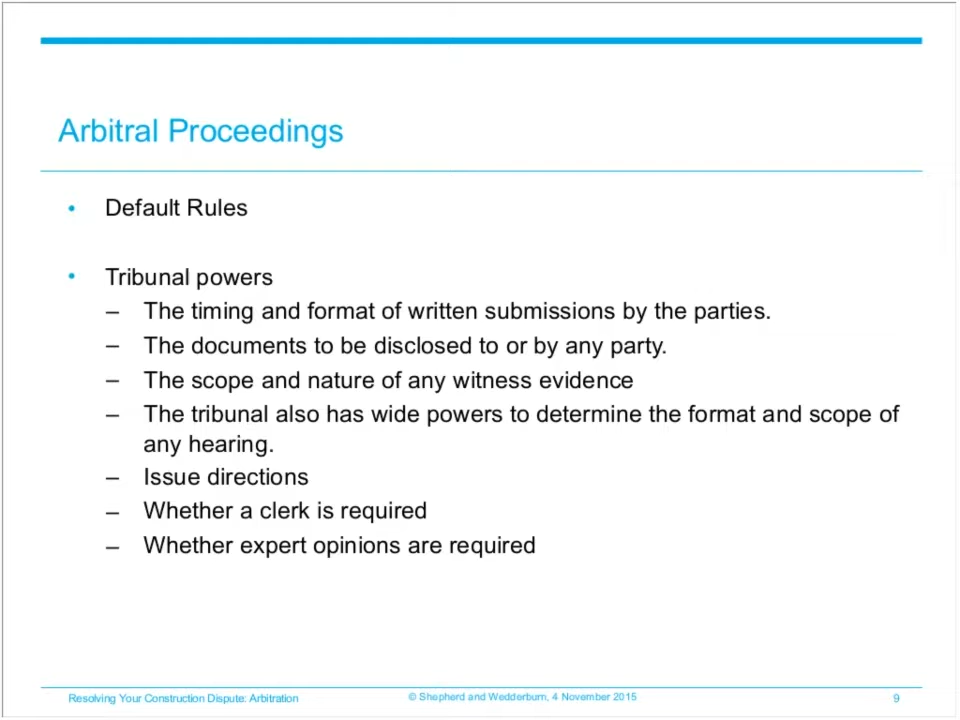 Arbitral Proceedings
• Default Rules
• Tribunal powers
– The timing and format of written submissions by the parties.
– The documents to be disclosed to or by any party.
– The scope and nature of any witness evidence
– The tribunal also has wide powers to determine the format and scope of
any hearing.
– Issue directions
– Whether a clerk is required
– Whether expert opinions are required
Resolving Your Construction Dispute: Arbitration
© Shepherd and Wedderburn, 4 November 2015
9